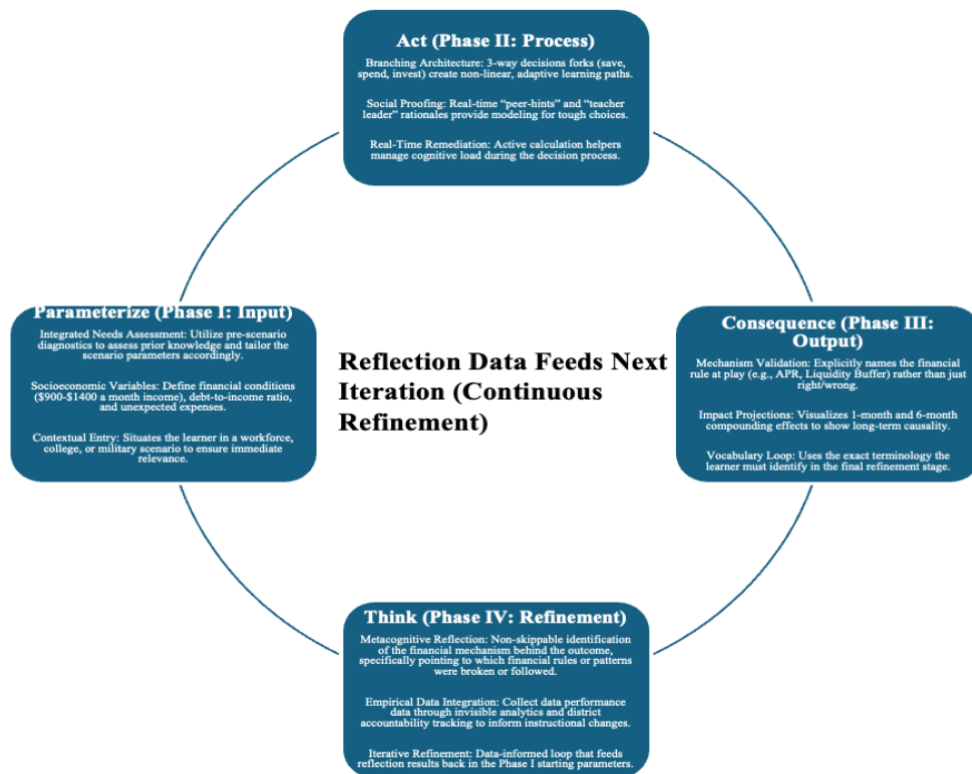 Act (Phase II: Process)
Branching Architecture: 3-way decisions forks (save,
spend, invest) create non-linear, adaptive learning paths.
Social Proofing: Real-time “peer-hints” and “teacher
leader” rationales provide modeling for tough choices.
Real-Time Remediation: Active calculation helpers
manage cognitive load during the decision process.
Parameterize (Phase I: Input)
Integrated Needs Assessment: Utilize pre-scenario
diagnostics to assess prior knowledge and tailor the
scenario parameters accordingly.
Socioeconomic Variables: Define financial conditions
($900-$1400 a month income), debt-to-income ratio,
and unexpected expenses.
Contextual Entry: Situates the learner in a workforce,
college, or military scenario to ensure immediate
relevance.
Reflection Data Feeds Next
Iteration (Continuous
Refinement)
Consequence (Phase III:
Output)
Mechanism Validation: Explicitly names the financial
rule at play (e.g., APR, Liquidity Buffer) rather than just
right/wrong.
Impact Projections: Visualizes 1-month and 6-month
compounding effects to show long-term causality.
Vocabulary Loop: Uses the exact terminology the
learner must identify in the final refinement stage.
Think (Phase IV: Refinement)
Metacognitive Reflection: Non-skippable identification
of the financial mechanism behind the outcome,
specifically pointing to which financial rules or patterns
were broken or followed.
Empirical Data Integration: Collect data performance
data through invisible analytics and district
accountability tracking to inform instructional changes.
Iterative Refinement: Data-informed loop that feeds
reflection results back in the Phase I starting parameters.